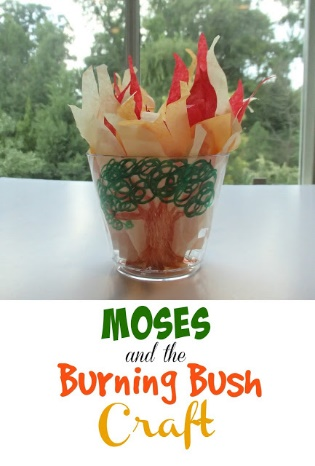 MOSES
and the
Burning Bush
Craft